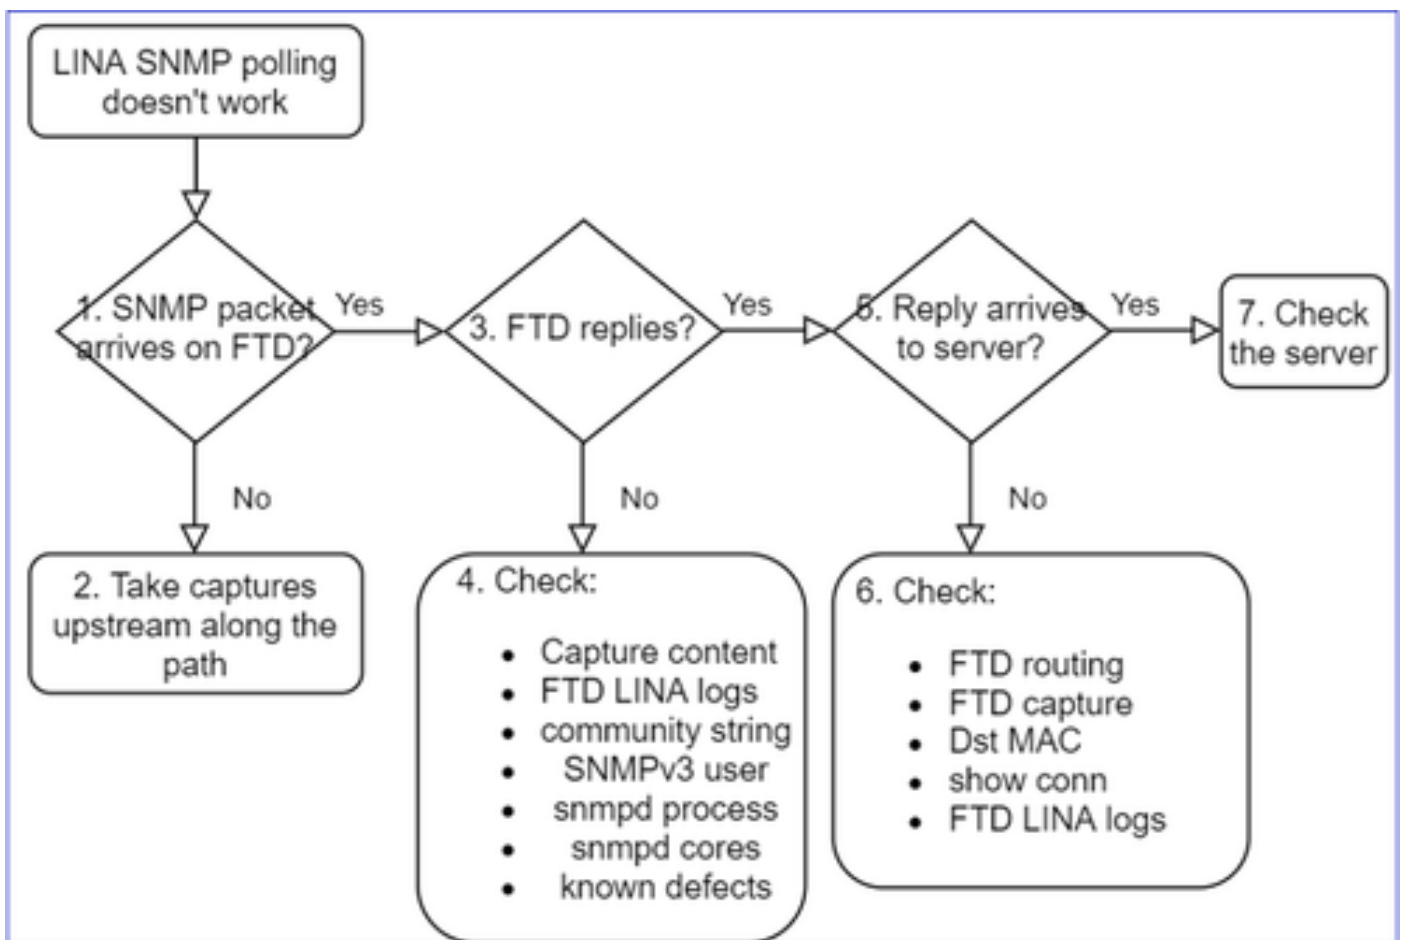 LINA SNMP polling
doesn't work
1. SNMP packet
arrives on FTD?
Yes
No
2. Take captures
upstream along the
path
3. FTD replies?
Yes
No
4. Check:
• Capture content
• FTD LINA logs
• community string
• SNMPv3 user
• snmpd process
• snmpd cores
• known defects
5. Reply arrives
to server?
Yes
No
6. Check:
• FTD routing
• FTD capture
• Dst MAC
• show conn
• FTD LINA logs
7. Check
the server